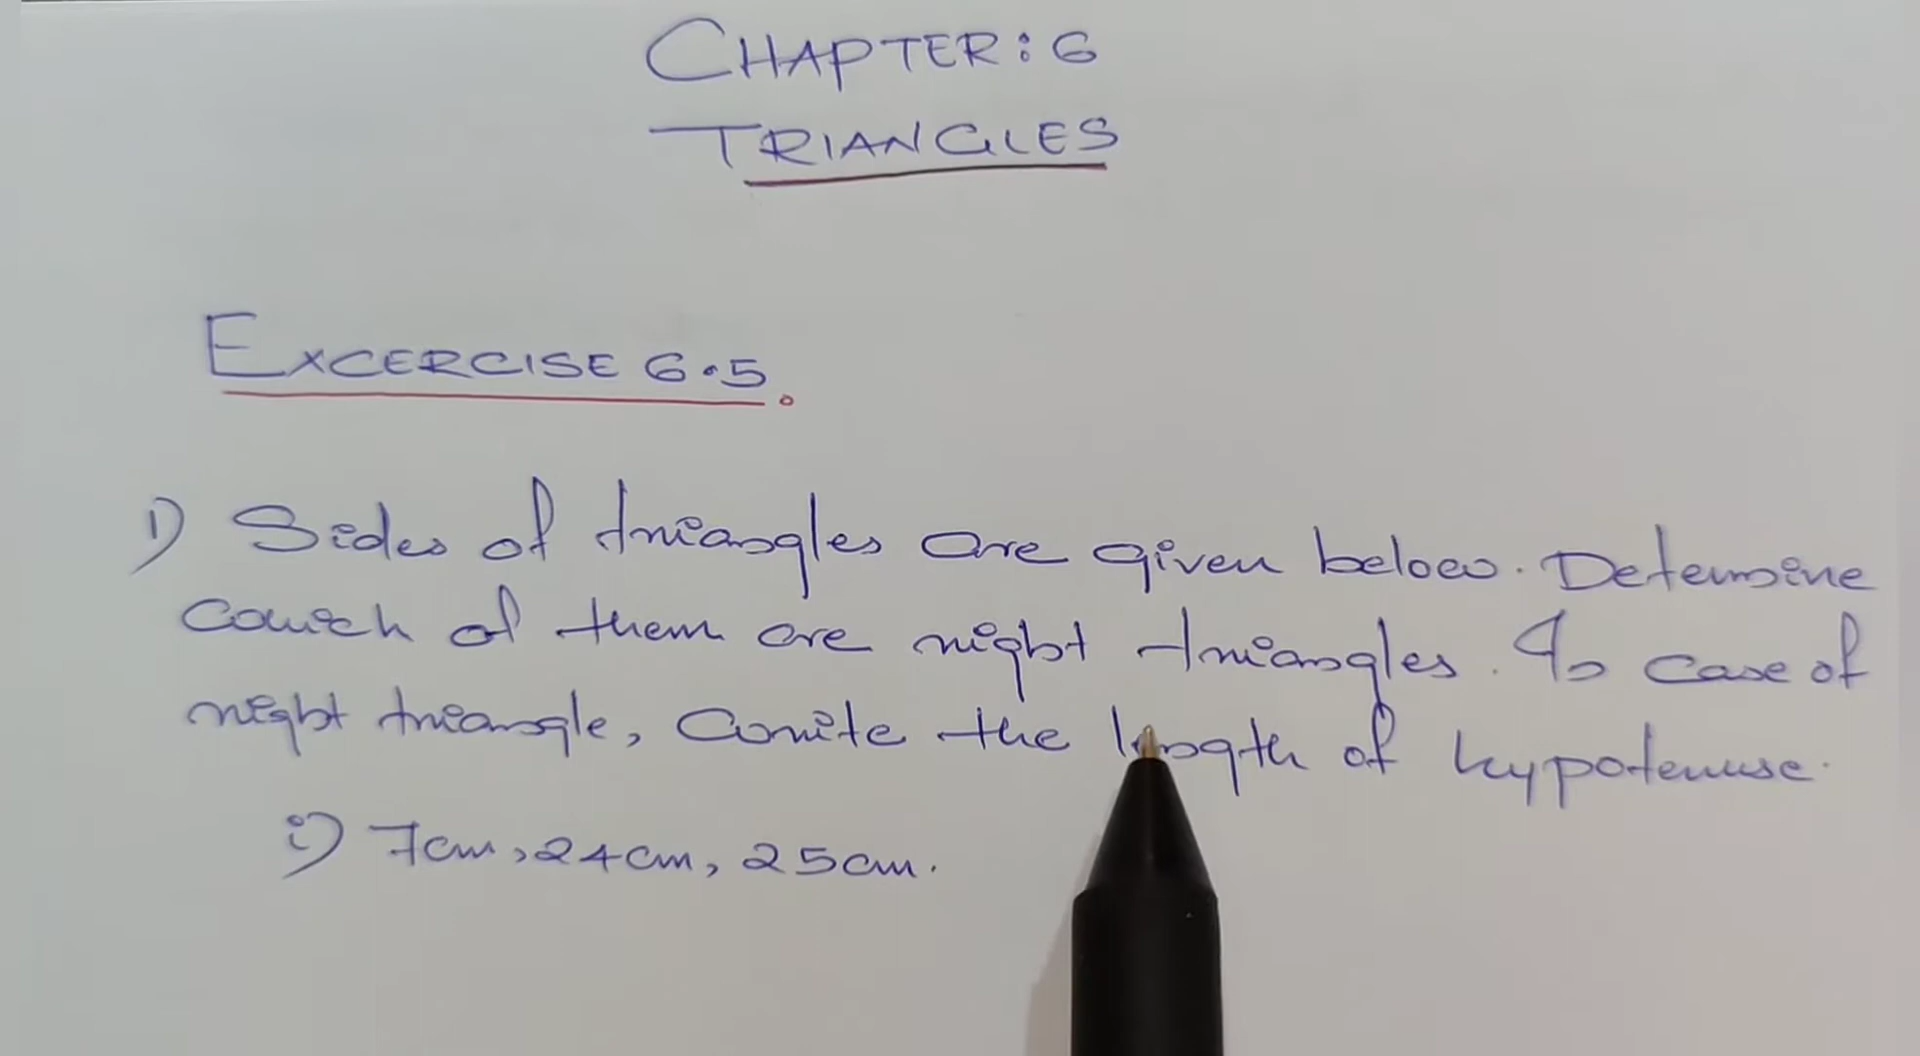 CHAPTER: 6
TRIANGLES
EXCERCISE 6.5.
1) Sides of triangles are given below. Determine
which of them are right triangles. In case of
right triangle, write the length of hypotenuse.
i) 7cm, 24cm, 25cm.